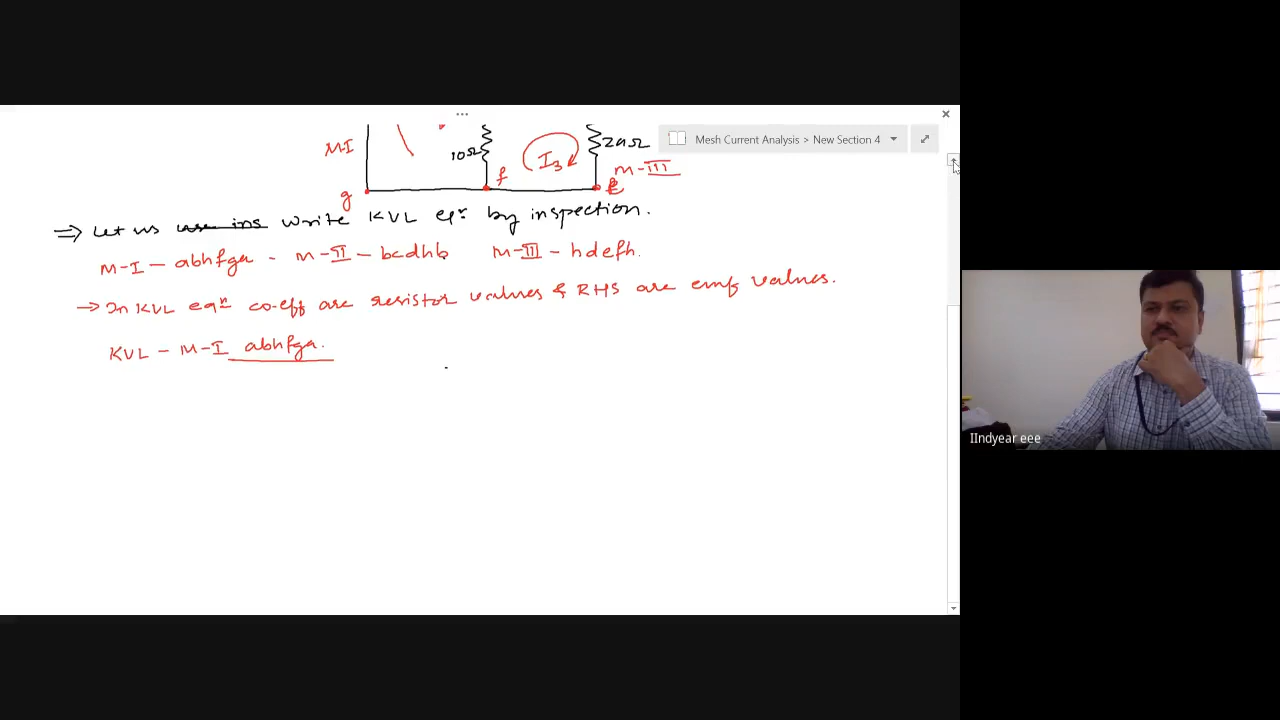 Mesh Current Analysis > New Section 4
M-I
10Ω
I3
20Ω
f
M-III
g
⇒ Let us use ins write KVL eqn by inspection.
M-I - abhfga - M-II - bcdhb M-III - hdefh.
→ In KVL eqn co-eff are resistor values & RHS are emf values.
KVL - M-I abhfga.
IIndyear eee